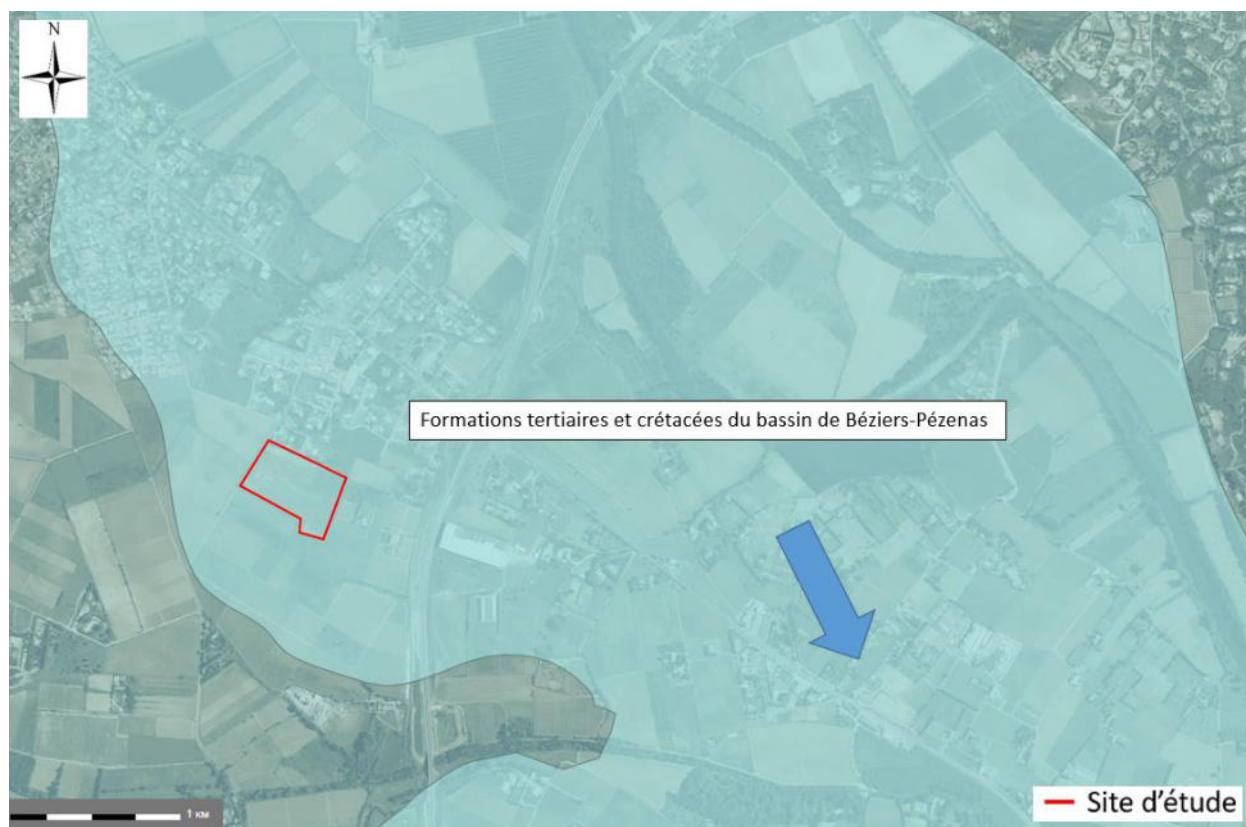 N
Formations tertiaires et crétacées du bassin de Béziers-Pézenas
1 KM
Site d'étude